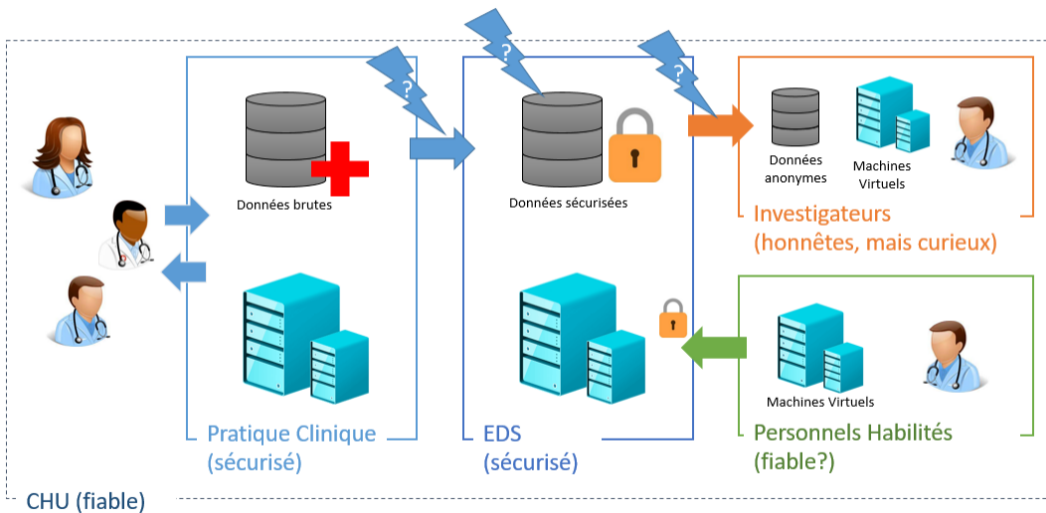 ?
?
?
Données brutes
Données sécurisées
Données
anonymes
Machines
Virtuels
Investigateurs
(honnêtes, mais curieux)
Machines Virtuels
Pratique Clinique
(sécurisé)
EDS
(sécurisé)
Personnels Habilités
(fiable?)
CHU (fiable)